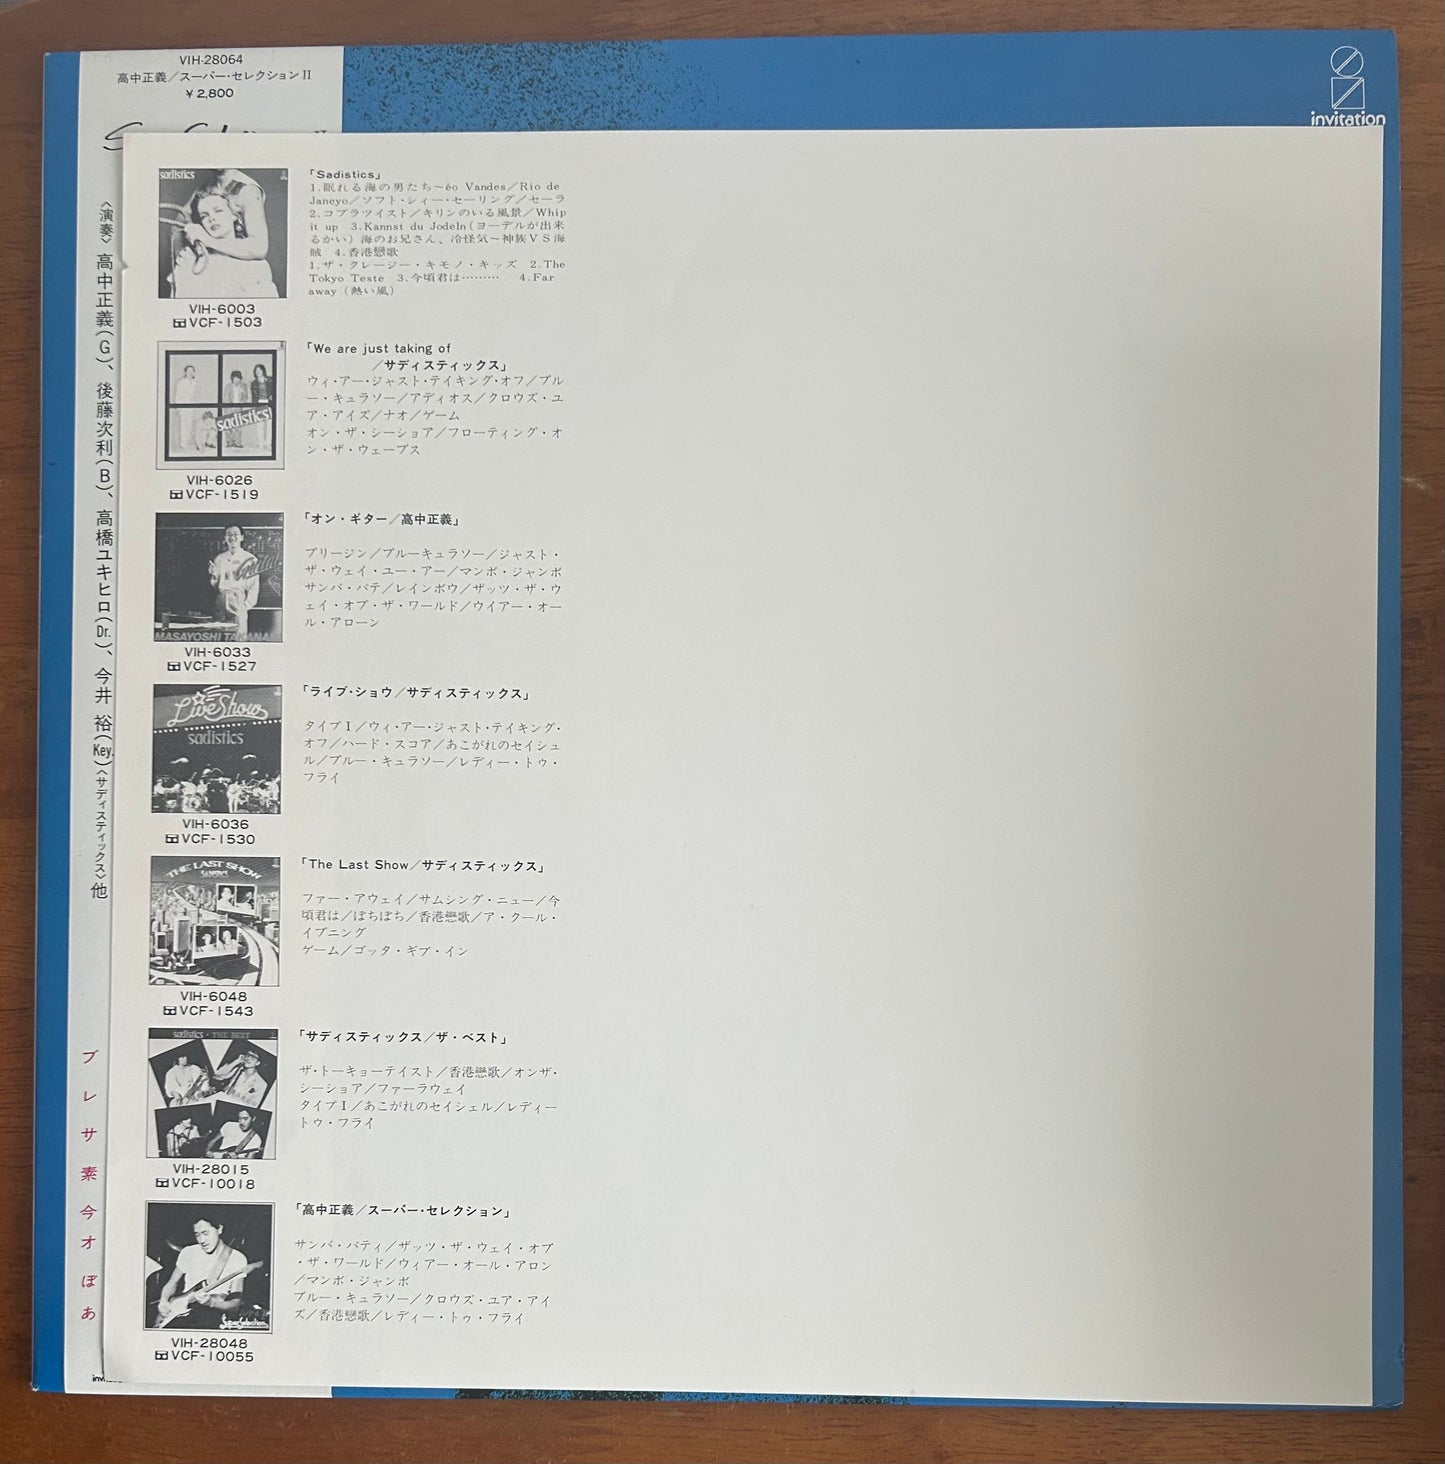 VIH-28064
高中正義／スーパー・セレクションII
￥2,800
invitation
〈演奏〉高中正義(G)、後藤次利(B)、高橋ユキヒロ(Dr.)、今井 裕(Key.)〈サディスティックス〉他
ブ
レ
サ
素
今
オ
ぼ
あ
sadistics
「Sadistics」
1.眠れる海の男たち〜éo Vandes／Rio de
Janeyo／ソフト・シィー・セーリング／セーラ
2.コブラツイスト／キリンのいる風景／Whip
it up 3.Kannst du Jodeln(ヨーデルが出来
るかい) 海のお兄さん、冷怪気〜神族VS海
賊 4.香港戀歌
1.ザ・クレージー・キモノ・キッズ 2.The
Tokyo Teste 3.今頃君は……… 4.Far
away (熱い風)
VIH-6003
VCF-1503
sadistics
「We are just taking of
／サディスティックス」
ウィ・アー・ジャスト・テイキング・オフ／ブル
ー・キュラソー／アディオス／クロウズ・ユ
ア・アイズ／ナオ／ゲーム
オン・ザ・シーショア／フローティング・オ
ン・ザ・ウェーブス
VIH-6026
VCF-1519
MASAYOSHI TAKANA
「オン・ギター／高中正義」
ブリージン／ブルーキュラソー／ジャスト・
ザ・ウェイ・ユー・アー／マンボ・ジャンボ
サンバ・パテ／レインボウ／ザッツ・ザ・ウ
ェイ・オブ・ザ・ワールド／ウイアー・オー
ル・アローン
VIH-6033
VCF-1527
Live Show
sadistics
「ライブ・ショウ／サディスティックス」
タイプI／ウィ・アー・ジャスト・テイキング・
オフ／ハード・スコア／あこがれのセイシェ
ル／ブルー・キュラソー／レディー・トゥ・
フライ
VIH-6036
VCF-1530
THE LAST SHOW
SADISTICS
「The Last Show／サディスティックス」
ファー・アウェイ／サムシング・ニュー／今
頃君は／ぼちぼち／香港戀歌／ア・クール・
イブニング
ゲーム／ゴッタ・ギブ・イン
VIH-6048
VCF-1543
sadistics・THE BEST
「サディスティックス／ザ・ベスト」
ザ・トーキョーテイスト／香港戀歌／オンザ・
シーショア／ファーラウェイ
タイプI／あこがれのセイシェル／レディー
トゥ・フライ
VIH-28015
VCF-10018
Super Selection
「高中正義／スーパー・セレクション」
サンバ・パティ／ザッツ・ザ・ウェイ・オブ
・ザ・ワールド／ウィアー・オール・アロン
／マンボ・ジャンボ
ブルー・キュラソー／クロウズ・ユア・アイ
ズ／香港戀歌／レディー・トゥ・フライ
VIH-28048
VCF-10055